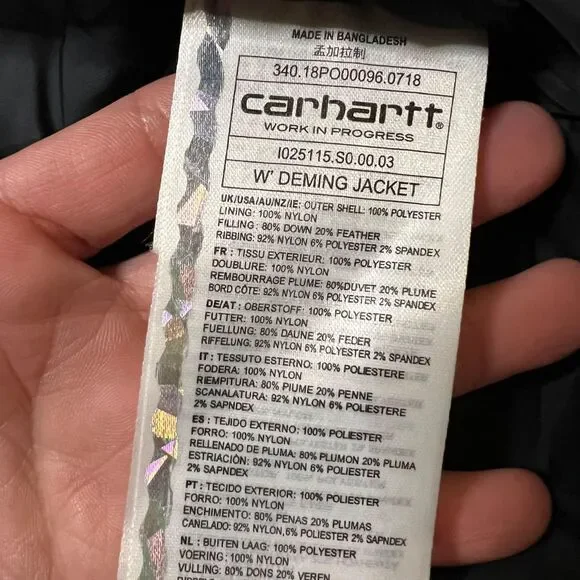 MADE IN BANGLADESH
孟加拉制
340.18PO00096.0718
carhartt®
WORK IN PROGRESS
I025115.S0.00.03
W' DEMING JACKET
UK/USA/AU/NZ/IE: OUTER SHELL: 100% POLYESTER
LINING: 100% NYLON
FILLING: 80% DOWN 20% FEATHER
RIBBING: 92% NYLON 6% POLYESTER 2% SPANDEX
FR : TISSU EXTERIEUR: 100% POLYESTER
DOUBLURE: 100% NYLON
REMBOURRAGE PLUME: 80%DUVET 20% PLUME
BORD CÔTE: 92% NYLON 6% POLYESTER 2% SPANDEX
DE/AT : OBERSTOFF: 100% POLYESTER
FUTTER: 100% NYLON
FUELLUNG: 80% DAUNE 20% FEDER
RIFFELUNG: 92% NYLON 6% POLYESTER 2% SPANDEX
IT : TESSUTO ESTERNO: 100% POLIESTERE
FODERA: 100% NYLON
RIEMPITURA: 80% PIUME 20% PENNE
SCANALATURA: 92% NYLON 6% POLIESTERE
2% SAPNDEX
ES : TEJIDO EXTERNO: 100% POLIESTER
FORRO: 100% NYLON
RELLENADO DE PLUMA: 80% PLUMON 20% PLUMA
ESTRIACIÓN: 92% NYLON 6% POLIESTER
2% SAPNDEX
PT : TECIDO EXTERIOR: 100% POLIESTER
FORRO: 100% NYLON
ENCHIMENTO: 80% PENAS 20% PLUMAS
CANELADO: 92% NYLON, 6% POLIESTER 2% SPANDEX
NL : BUITEN LAAG: 100% POLYESTER
VOERING: 100% NYLON
VULLING: 80% DONS 20% VEREN